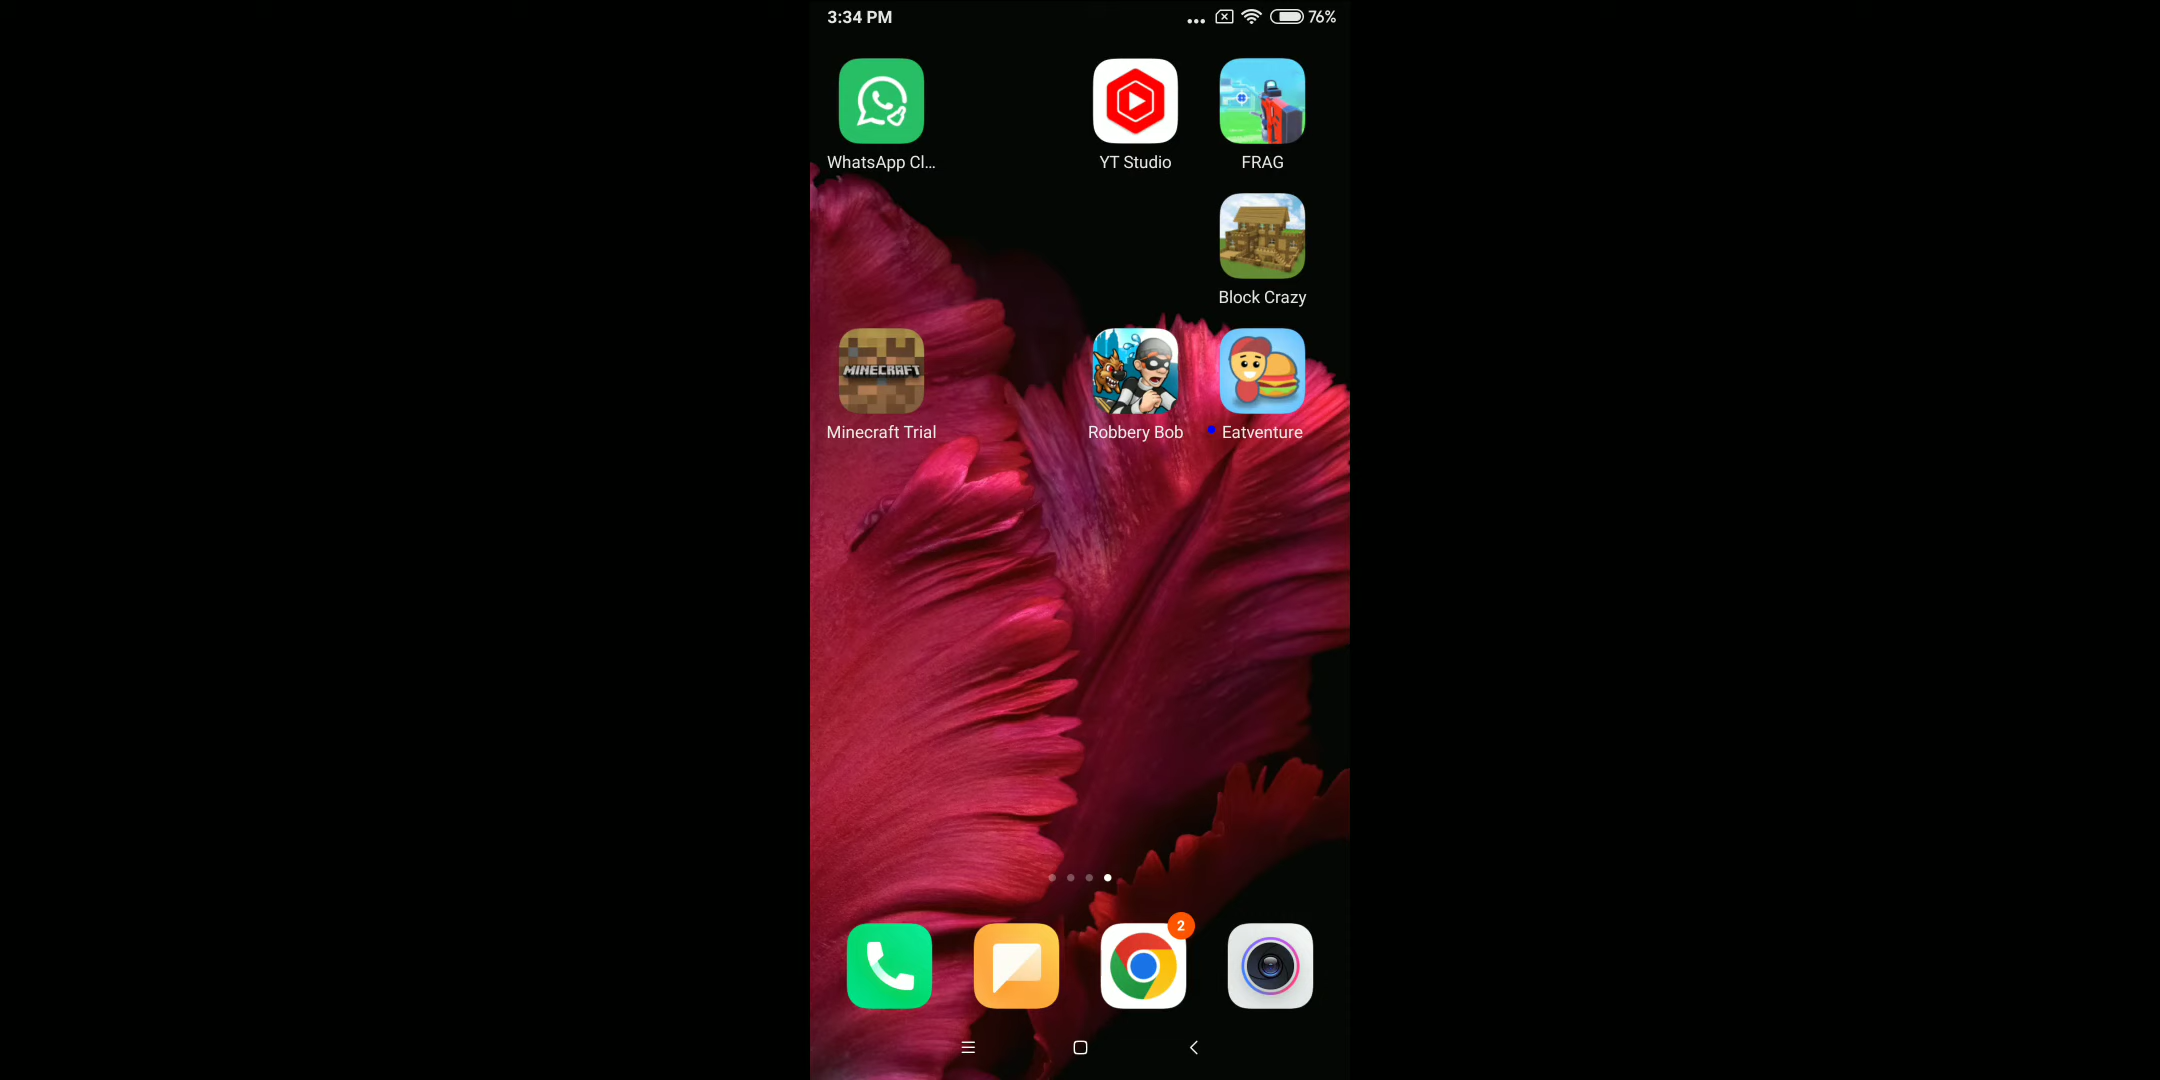 3:34 PM
76%
WhatsApp Cl...
YT Studio
FRAG
Block Crazy
MINECRAFT
Minecraft Trial
Robbery Bob
Eatventure
2